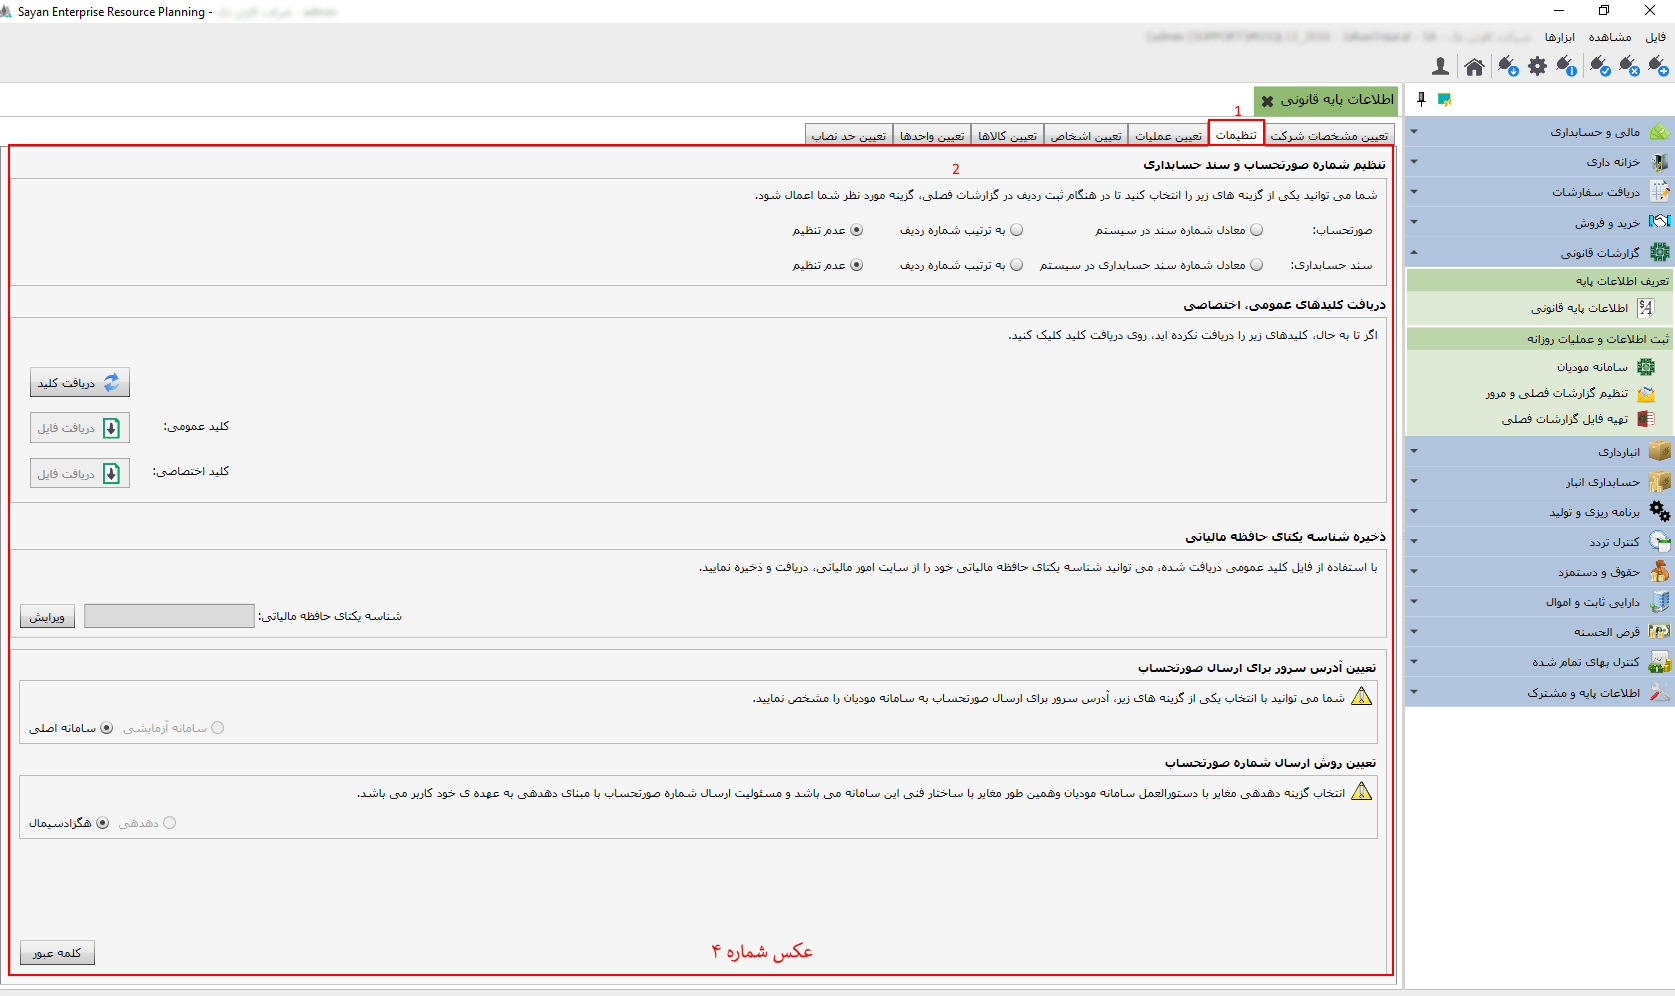 Sayan Enterprise Resource Planning -
فایل مشاهده ابزارها
اطلاعات پایه قانونی
1
تعیین مشخصات شرکت تنظیمات تعیین عملیات تعیین اشخاص تعیین کالاها تعیین واحدها تعیین حد نصاب
2
تنظیم شماره صورتحساب و سند حسابداری
شما می توانید یکی از گزینه های زیر را انتخاب کنید تا در هنگام ثبت ردیف در گزارشات فصلی، گزینه مورد نظر شما اعمال شود.
صورتحساب: معادل شماره سند در سیستم به ترتیب شماره ردیف عدم تنظیم
سند حسابداری: معادل شماره سند حسابداری در سیستم به ترتیب شماره ردیف عدم تنظیم
دریافت کلیدهای عمومی، اختصاصی
اگر تا به حال، کلیدهای زیر را دریافت نکرده اید، روی دریافت کلید کلیک کنید.
دریافت کلید
کلید عمومی: دریافت فایل
کلید اختصاصی: دریافت فایل
ذخیره شناسه یکتای حافظه مالیاتی
با استفاده از فایل کلید عمومی دریافت شده، می توانید شناسه یکتای حافظه مالیاتی خود را از سایت امور مالیاتی، دریافت و ذخیره نمایید.
شناسه یکتای حافظه مالیاتی: ویرایش
تعیین آدرس سرور برای ارسال صورتحساب
شما می توانید با انتخاب یکی از گزینه های زیر، آدرس سرور برای ارسال صورتحساب به سامانه مودیان را مشخص نمایید.
سامانه آزمایشی سامانه اصلی
تعیین روش ارسال شماره صورتحساب
انتخاب گزینه دهدهی مغایر با دستورالعمل سامانه مودیان وهمین طور مغایر با ساختار فنی این سامانه می باشد و مسئولیت ارسال شماره صورتحساب با مبنای دهدهی به عهده ی خود کاربر می باشد.
دهدهی هگزادسیمال
کلمه عبور
عکس شماره ۴
مالی و حسابداری
خزانه داری
دریافت سفارشات
خرید و فروش
گزارشات قانونی
تعریف اطلاعات پایه
اطلاعات پایه قانونی
ثبت اطلاعات و عملیات روزانه
سامانه مودیان
تنظیم گزارشات فصلی و مرور
تهیه فایل گزارشات فصلی
انبارداری
حسابداری انبار
برنامه ریزی و تولید
کنترل تردد
حقوق و دستمزد
دارایی ثابت و اموال
قرض الحسنه
کنترل بهای تمام شده
اطلاعات پایه و مشترک